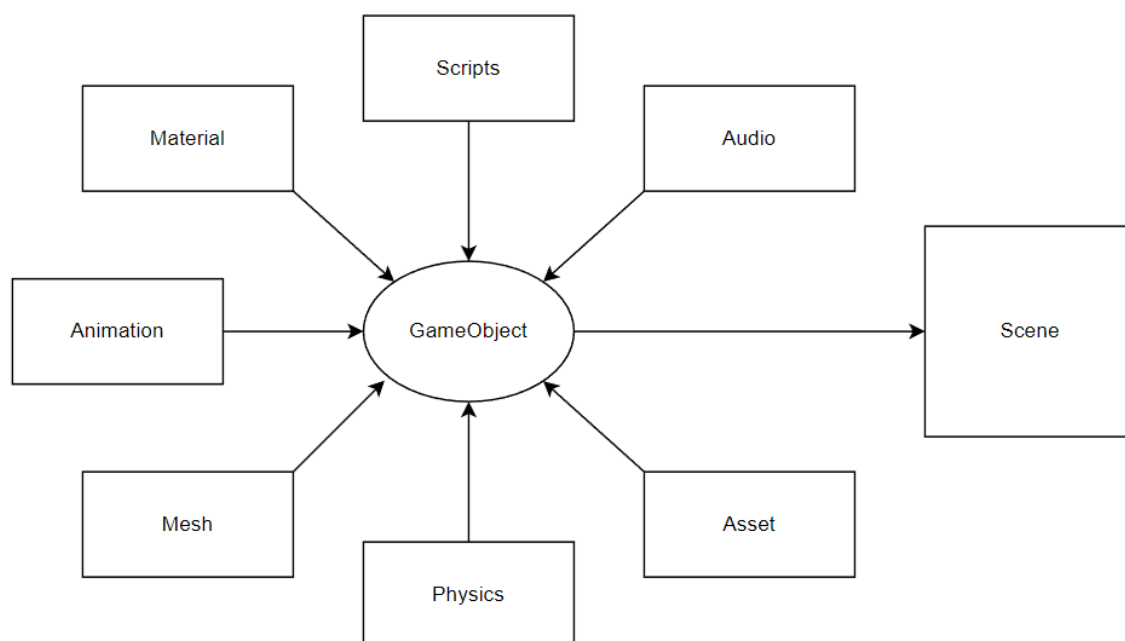 Scripts
Material
Audio
Animation
GameObject
Scene
Mesh
Asset
Physics